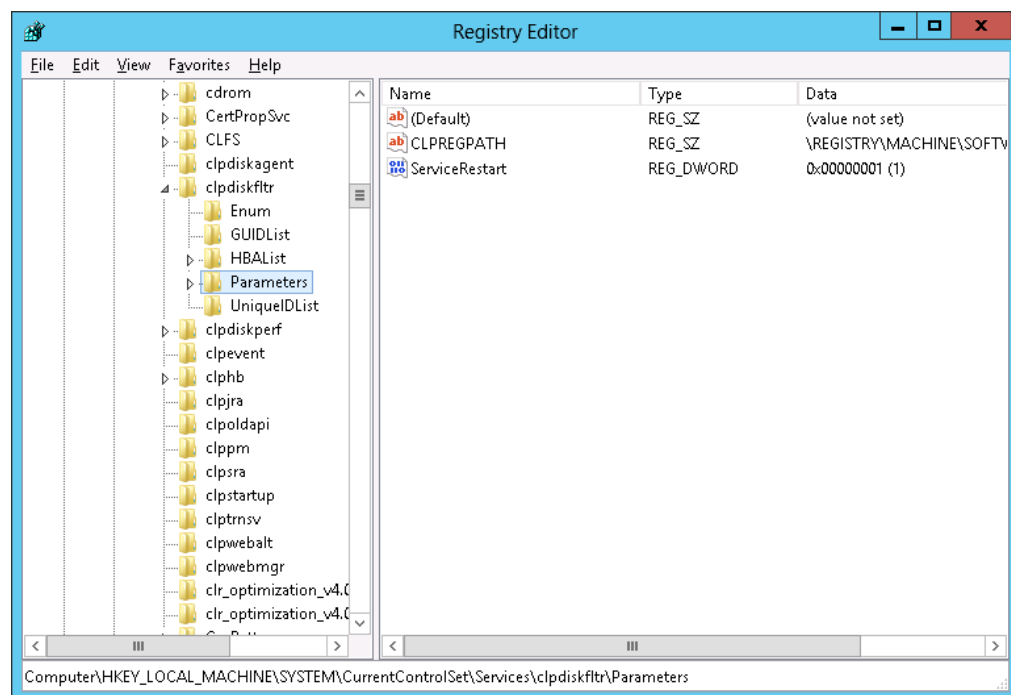 Registry Editor
File Edit View Favorites Help
cdrom
CertPropSvc
CLFS
clpdiskagent
clpdiskfltr
Enum
GUIDList
HBAList
Parameters
UniqueIDList
clpdiskperf
clpevent
clphb
clpjra
clpoldapi
clppm
clpsra
clpstartup
clptrnsv
clpwebalt
clpwebmgr
clr_optimization_v4.0
clr_optimization_v4.0
Name Type Data
(Default) REG_SZ (value not set)
CLPREGPATH REG_SZ \REGISTRY\MACHINE\SOFTW
ServiceRestart REG_DWORD 0x00000001 (1)
Computer\HKEY_LOCAL_MACHINE\SYSTEM\CurrentControlSet\Services\clpdiskfltr\Parameters